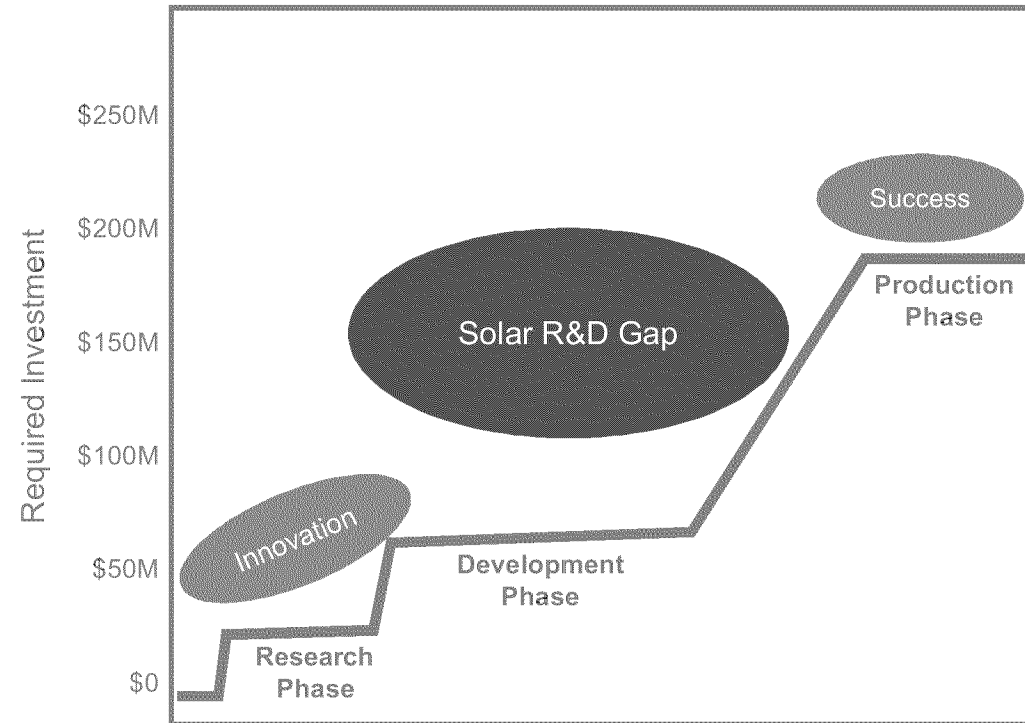 $250M
$200M
$150M
$100M
$50M
$0
Required Investment
Success
Production
Phase
Solar R&D Gap
Innovation
Development
Phase
Research
Phase